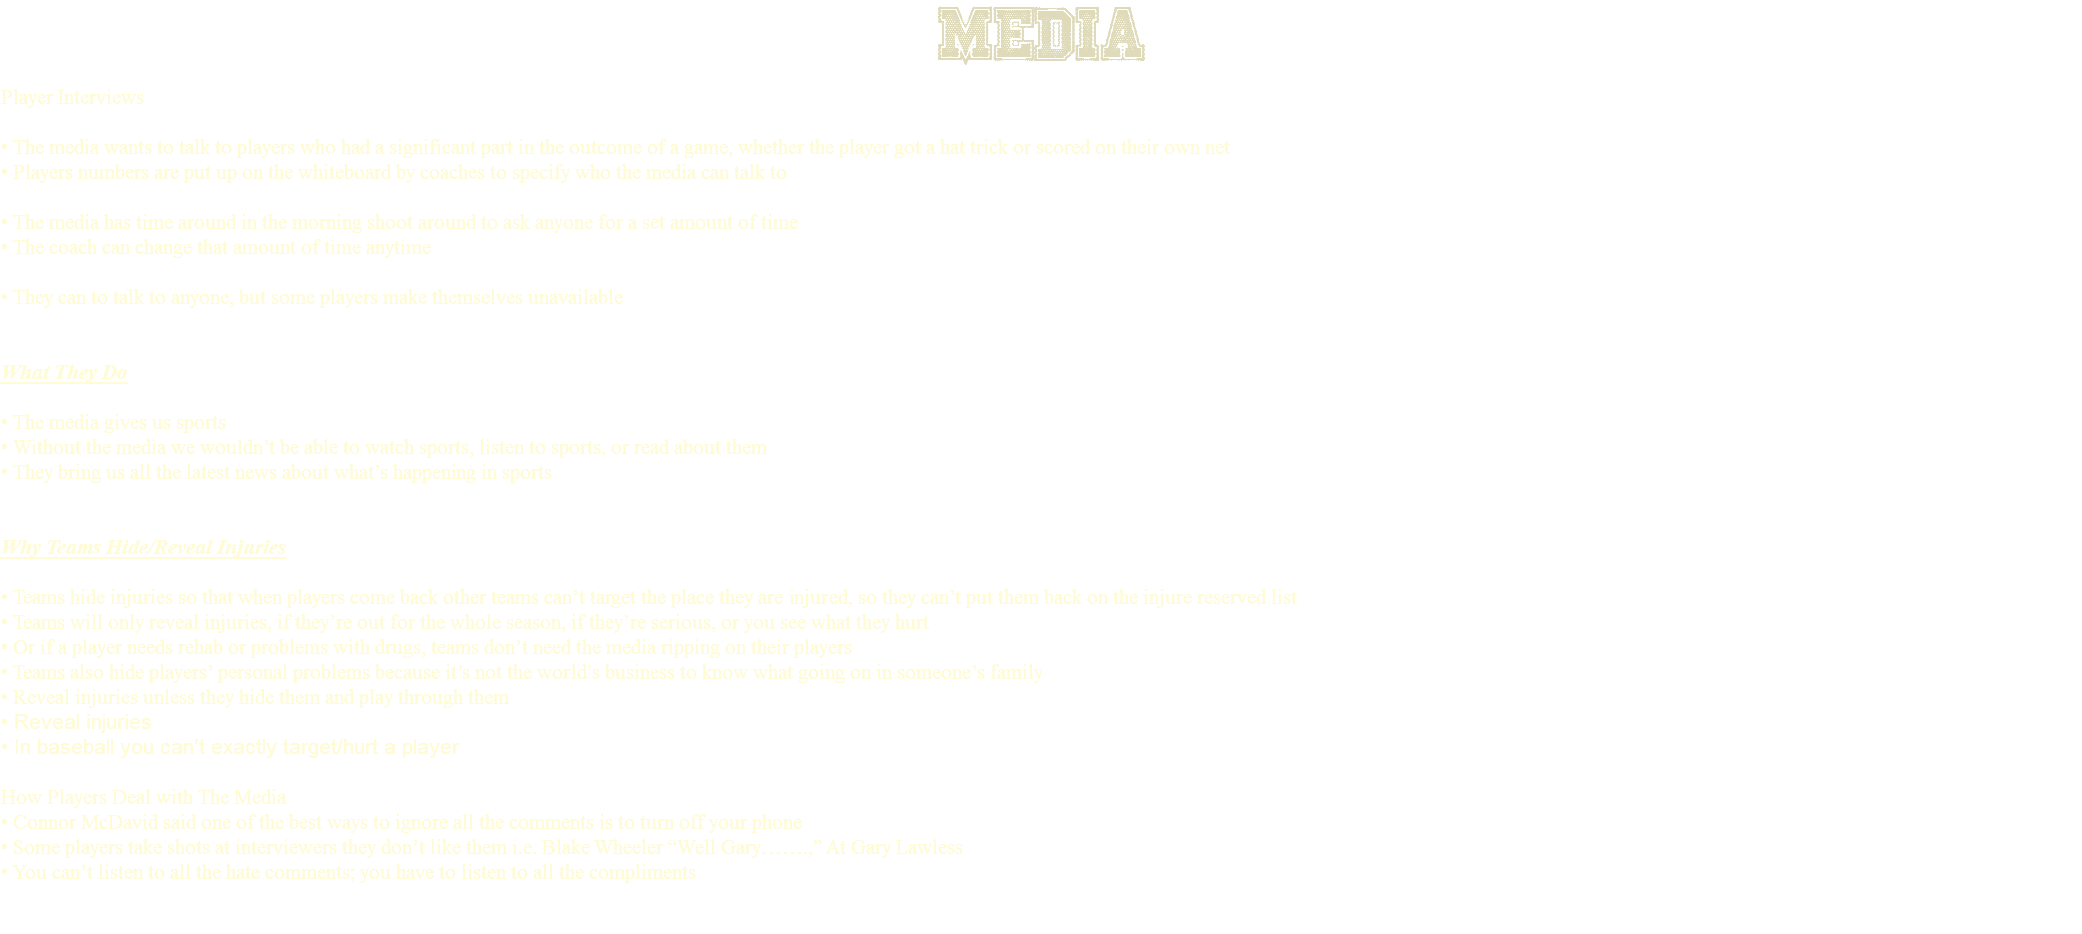 MEDIA
Player Interviews
• The media wants to talk to players who had a significant part in the outcome of a game, whether the player got a hat trick or scored on their own net
• Players numbers are put up on the whiteboard by coaches to specify who the media can talk to
• The media has time around in the morning shoot around to ask anyone for a set amount of time
• The coach can change that amount of time anytime
• They can to talk to anyone, but some players make themselves unavailable
What They Do
• The media gives us sports
• Without the media we wouldn’t be able to watch sports, listen to sports, or read about them
• They bring us all the latest news about what’s happening in sports
Why Teams Hide/Reveal Injuries
• Teams hide injuries so that when players come back other teams can’t target the place they are injured, so they can’t put them back on the injure reserved list
• Teams will only reveal injuries, if they’re out for the whole season, if they’re serious, or you see what they hurt
• Or if a player needs rehab or problems with drugs, teams don’t need the media ripping on their players
• Teams also hide players’ personal problems because it’s not the world’s business to know what going on in someone’s family
• Reveal injuries unless they hide them and play through them
• Reveal injuries
• In baseball you can’t exactly target/hurt a player
How Players Deal with The Media
• Connor McDavid said one of the best ways to ignore all the comments is to turn off your phone
• Some players take shots at interviewers they don’t like them i.e. Blake Wheeler “Well Gary…….,” At Gary Lawless
• You can’t listen to all the hate comments; you have to listen to all the compliments